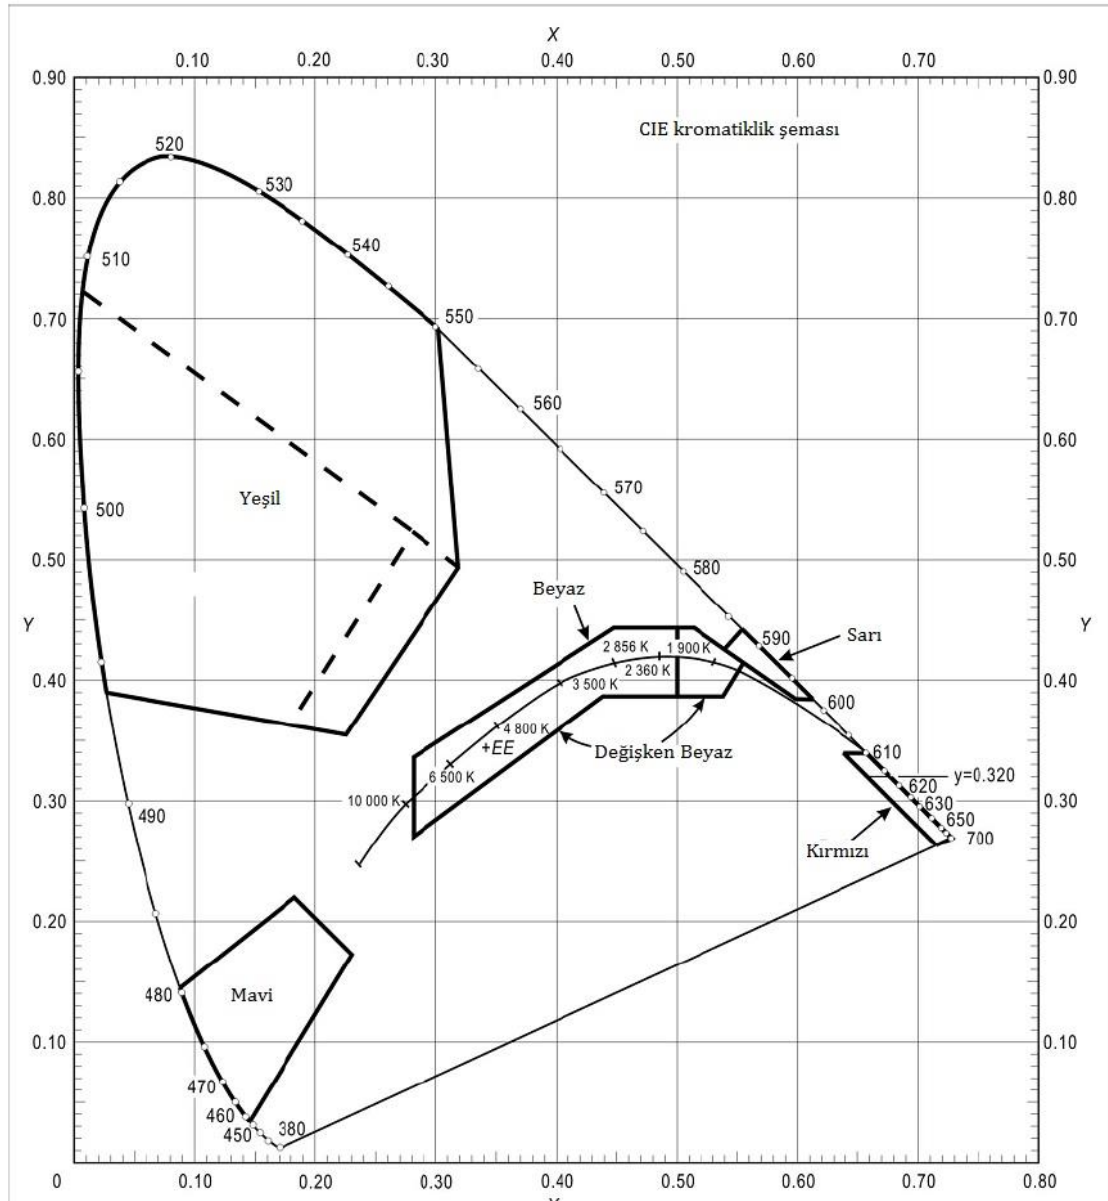 X
0.10 0.20 0.30 0.40 0.50 0.60 0.70
0.90 0.90
CIE kromatiklik şeması
520
530
0.80 0.80
540
510
0.70 550 0.70
560
0.60 0.60
570
Yeşil
500
0.50 580 0.50
Beyaz
Y Y
590 Sarı
2 856 K 1 900 K
2 360 K
0.40 3 500 K 0.40
600
4 800 K
+EE Değişken Beyaz
610
6 500 K y=0.320
620
0.30 10 000 K 630 0.30
490 650
Kırmızı 700
0.20 0.20
480 Mavi
0.10 0.10
470
460
450 380
0 0.10 0.20 0.30 0.40 0.50 0.60 0.70 0.80